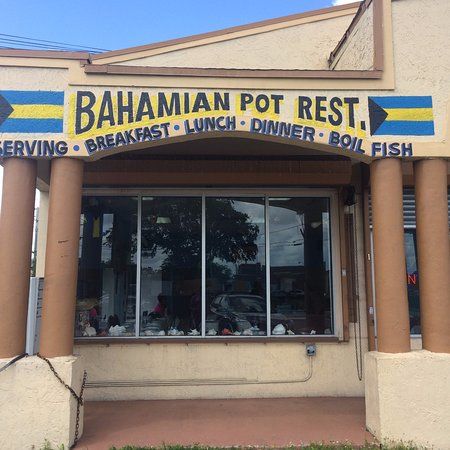 BAHAMIAN POT REST.
SERVING • BREAKFAST • LUNCH • DINNER • BOIL FISH